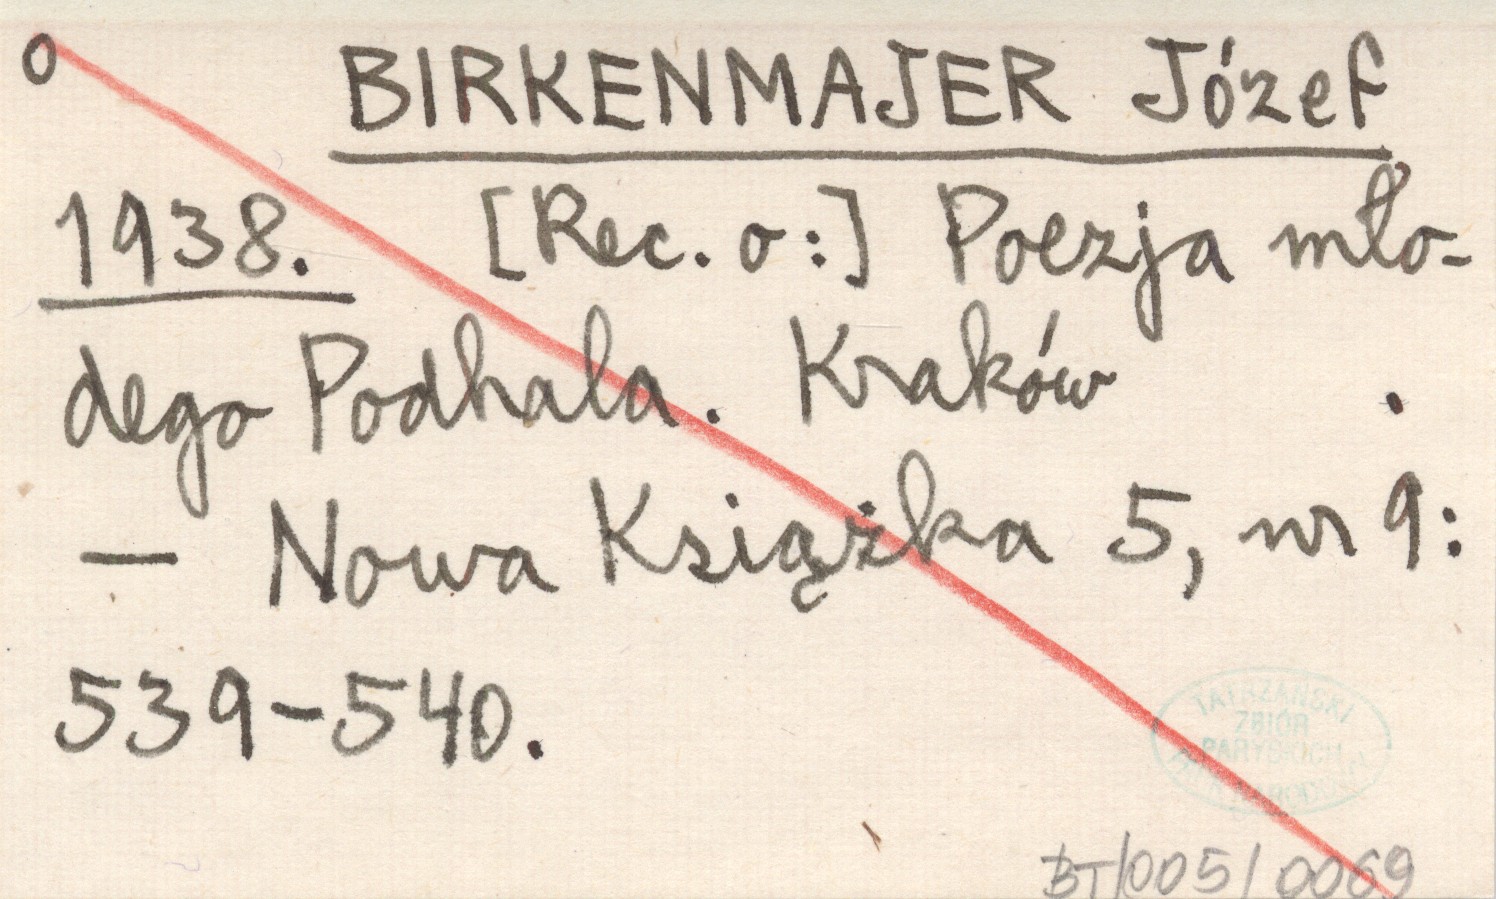 o BIRKENMAJER Józef
1938. [Rec. o:] Poezja mło-
dego Podhala. Kraków .
— Nowa Książka 5, nr 9:
539-540.
TATRZAŃSKI
ZBIÓR
PARYSKICH
BT/005/0069